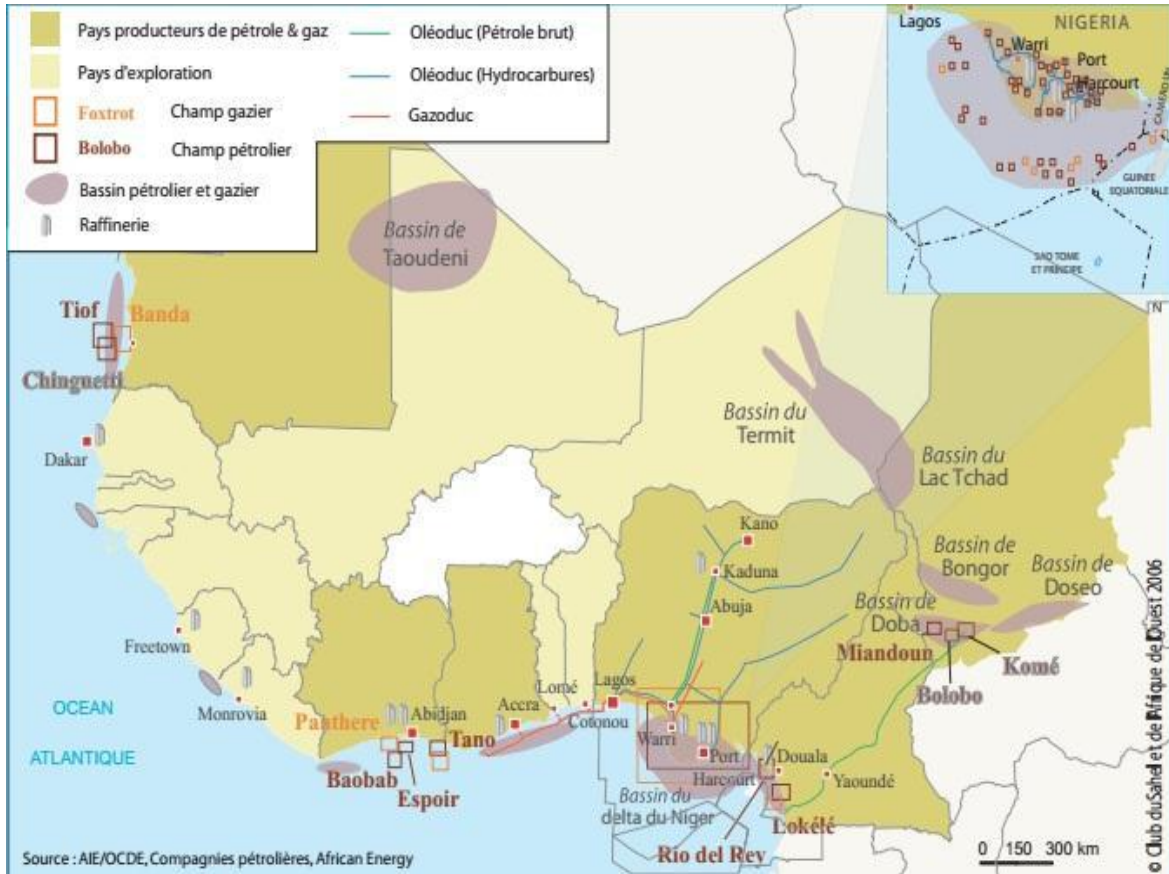 Pays producteurs de pétrole & gaz
Pays d'exploration
Foxtrot Champ gazier
Bolobo Champ pétrolier
Bassin pétrolier et gazier
Raffinerie
Oléoduc (Pétrole brut)
Oléoduc (Hydrocarbures)
Gazoduc
Lagos
NIGERIA
Warri
Port
Harcourt
CAMEROUN
GUINEE
EQUATORIALE
SAO TOME
ET PRINCIPE
N
Bassin de
Taoudeni
Tiof
Banda
Chinguetti
Dakar
Bassin du
Termit
Bassin du
Lac Tchad
Kano
Kaduna
Abuja
Bassin de
Bongor
Bassin de
Doseo
Bassin de
Doba
Miandoun
Komé
Bolobo
Freetown
Monrovia
OCEAN
ATLANTIQUE
Panthere
Abidjan
Accra
Lomé
Cotonou
Lagos
Tano
Baobab
Espoir
Warri
Port
Harcourt
Douala
Yaoundé
Bassin du
delta du Niger
Lokélé
Rio del Rey
0 150 300 km
Source : AIE/OCDE, Compagnies pétrolières, African Energy
© Club du Sahel et de l'Afrique de l'Ouest 2006